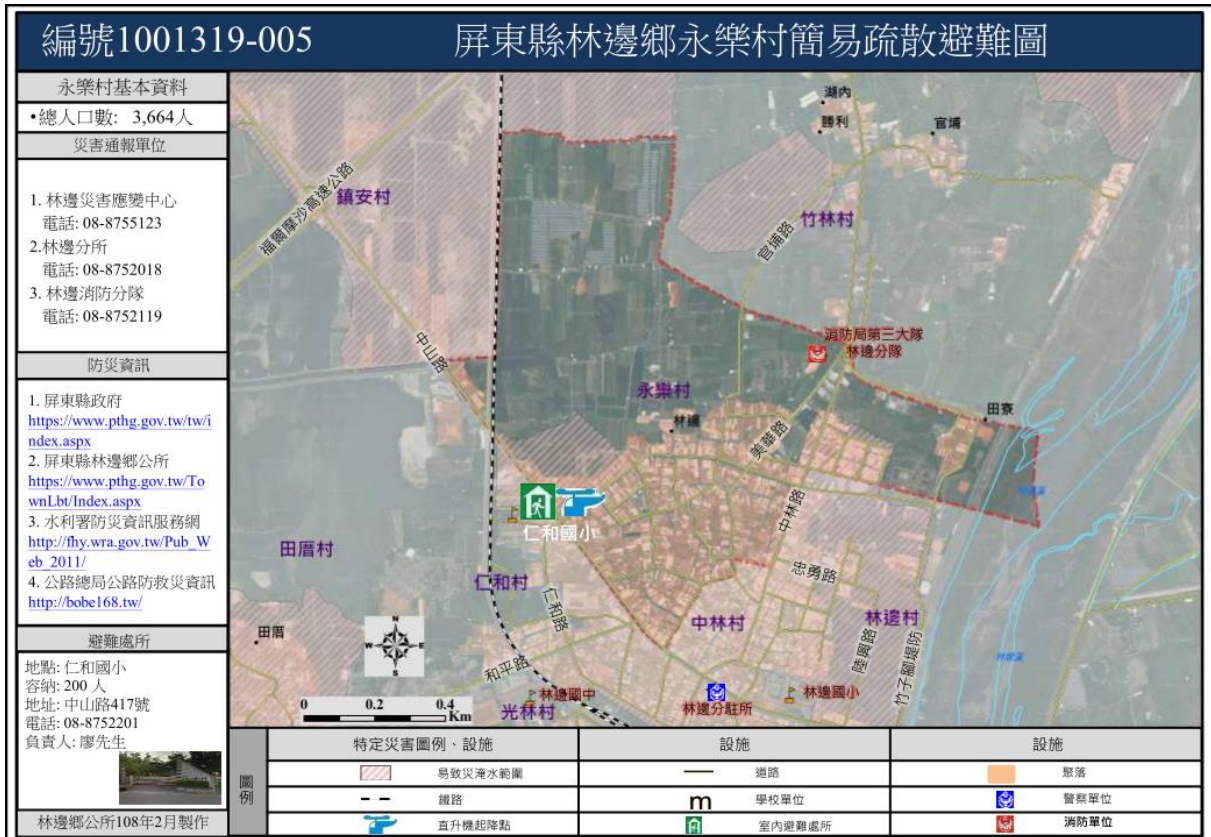 編號1001319-005
屏東縣林邊鄉永樂村簡易疏散避難圖
永樂村基本資料
•總人口數: 3,664人
災害通報單位
1. 林邊災害應變中心
電話: 08-8755123
2.林邊分所
電話: 08-8752018
3. 林邊消防分隊
電話: 08-8752119
防災資訊
1. 屏東縣政府
https://www.pthg.gov.tw/tw/i
ndex.aspx
2. 屏東縣林邊鄉公所
https://www.pthg.gov.tw/To
wnLbt/Index.aspx
3. 水利署防災資訊服務網
http://fhy.wra.gov.tw/Pub_W
eb_2011/
4. 公路總局公路防救災資訊
http://bobe168.tw/
避難處所
地點: 仁和國小
容納: 200 人
地址: 中山路417號
電話: 08-8752201
負責人: 廖先生
林邊鄉公所108年2月製作
湖內
勝利
官埔
鎮安村
福爾摩沙高速公路
竹林村
官埔路
中山路
消防局第三大隊
林邊分隊
永樂村
林邊
田寮
美華路
中林路
林邊溪
仁和國小
田厝村
仁和村
仁和路
忠勇路
中林村
林邊村
陸興路
竹子腳堤防
林邊溪
田厝
和平路
N
W
E
S
0
0.2
0.4
Km
林邊國中
光林村
林邊分駐所
林邊國小
圖例
特定災害圖例、設施
設施
設施
易致災淹水範圍
道路
聚落
鐵路
m
學校單位
警察單位
直升機起降點
室內避難處所
消防單位